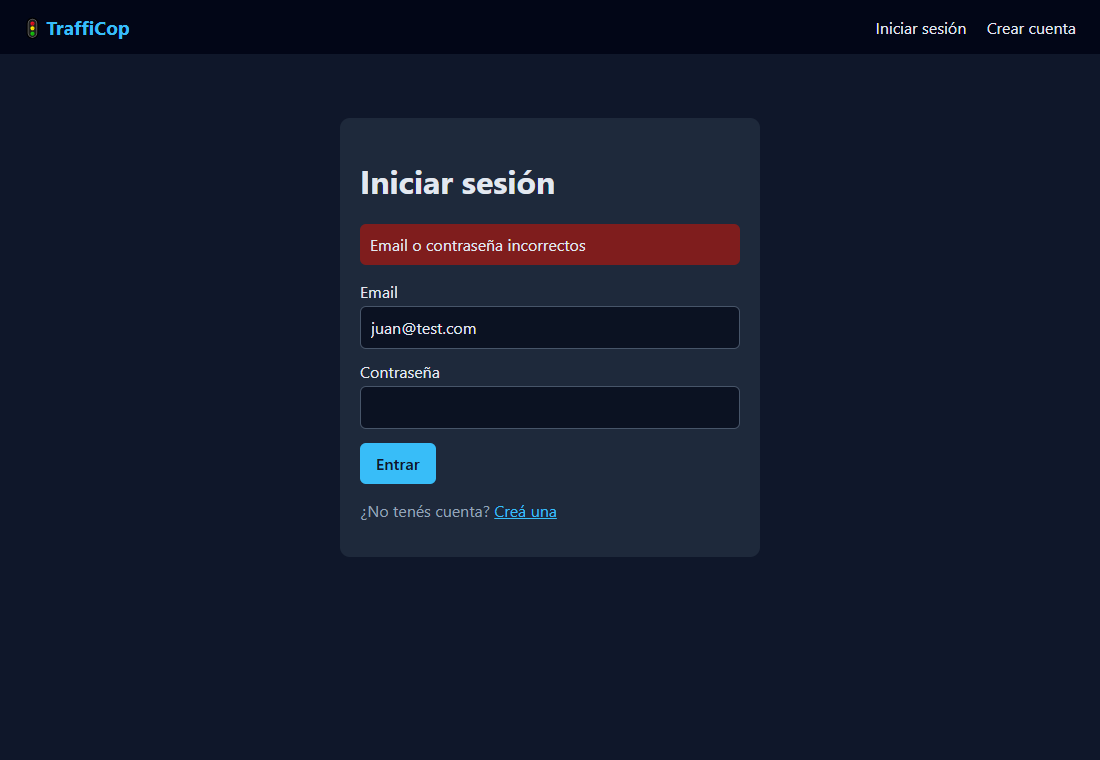 TraffiCop
Iniciar sesión Crear cuenta
Iniciar sesión
Email o contraseña incorrectos
Email
juan@test.com
Contraseña
Entrar
¿No tenés cuenta? Creá una